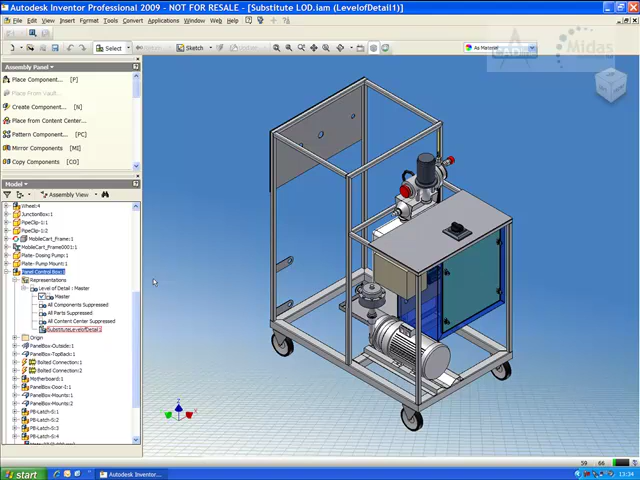 Autodesk Inventor Professional 2009 - NOT FOR RESALE - [Substitute LOD.iam (LevelofDetail1)]
File Edit View Insert Format Tools Convert Applications Window Web Help
Select
Return
Sketch
Update
As Material
Midas
Assembly Panel
Place Component... [P]
Place From Vault...
Create Component... [N]
Place from Content Center...
Pattern Component... [PC]
Mirror Components [MI]
Copy Components [CO]
Model
Assembly View
Wheel:4
JunctionBox:1
PipeClip-1:1
PipeClip-1:2
MobileCart_Frame:1
MobileCart_Frame0001:1
Plate- Dosing Pump:1
Plate- Pump Mount:1
Panel Control Box:1
Representations
Level of Detail : Master
Master
All Components Suppressed
All Parts Suppressed
All Content Center Suppressed
SubstituteLevelofDetail1
Origin
PanelBox-Outside:1
PanelBox-TopBack:1
Bolted Connection:1
Bolted Connection:2
Motherboard:1
PanelBox-Door-I:1
PanelBox-Mounts:1
PanelBox-Mounts:2
PB-Latch-S:1
PB-Latch-S:2
PB-Latch-S:3
PB-Latch-S:4
Z
X
59 66
start
Autodesk Inventor Pro...
13:34